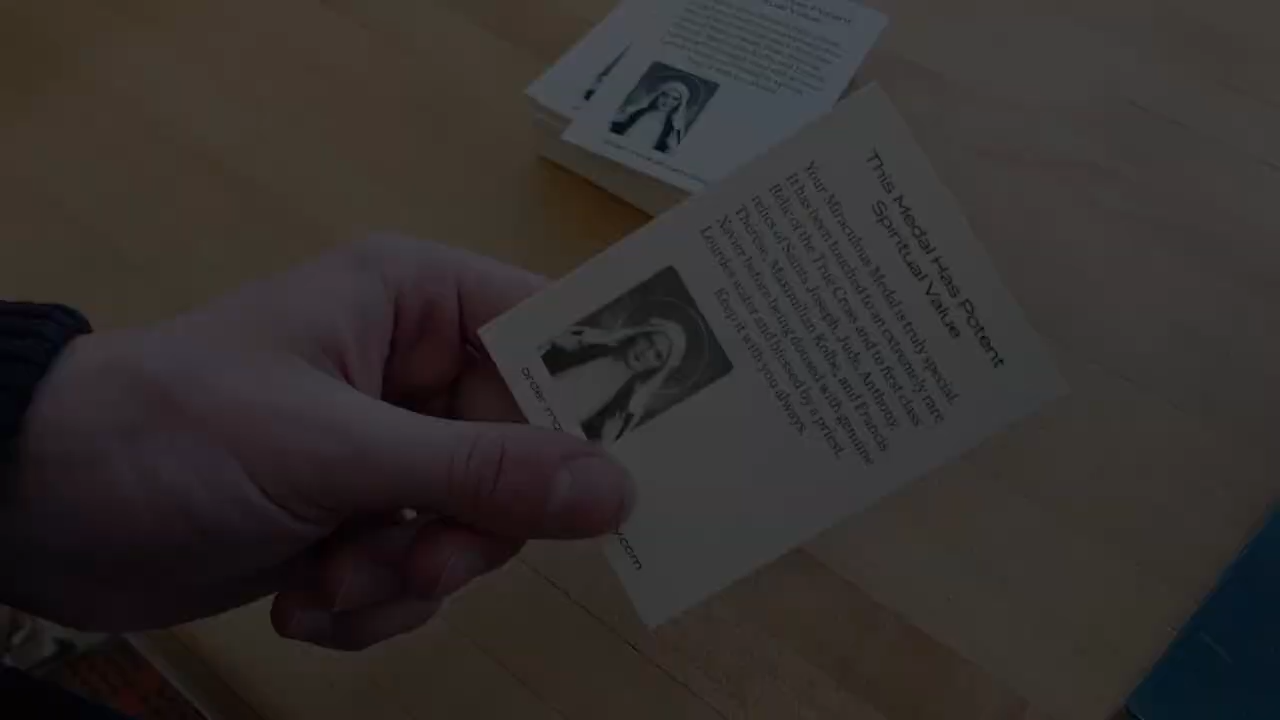 This Medal Has Potent
Spiritual Value
Your Miraculous Medal is truly special.
It has been touched to an extremely rare
Relic of the True Cross and to first class
relics of Saints Joseph, Jude, Anthony,
Therese, Maximilian Kolbe, and Francis
Xavier before being doused with genuine
Lourdes water and blessed by a priest.
Keep it with you always.
order